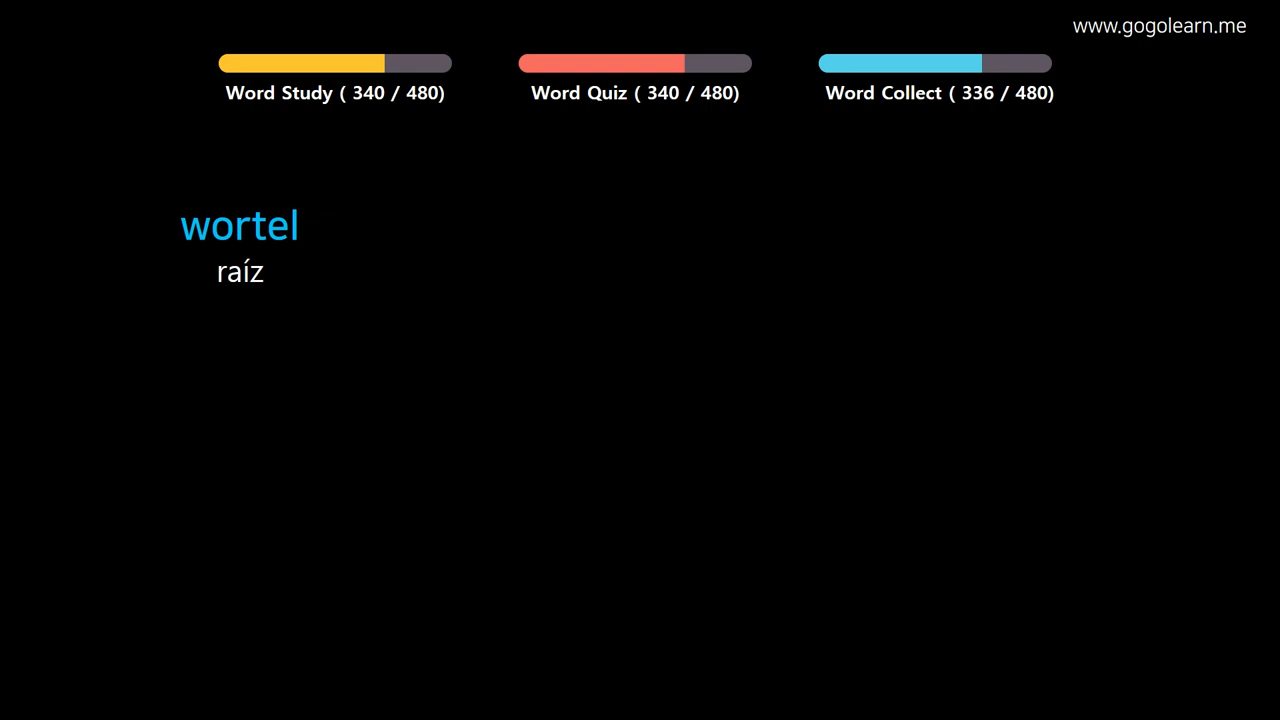 www.gogolearn.me
Word Study ( 340 / 480)
Word Quiz ( 340 / 480)
Word Collect ( 336 / 480)
wortel
raíz